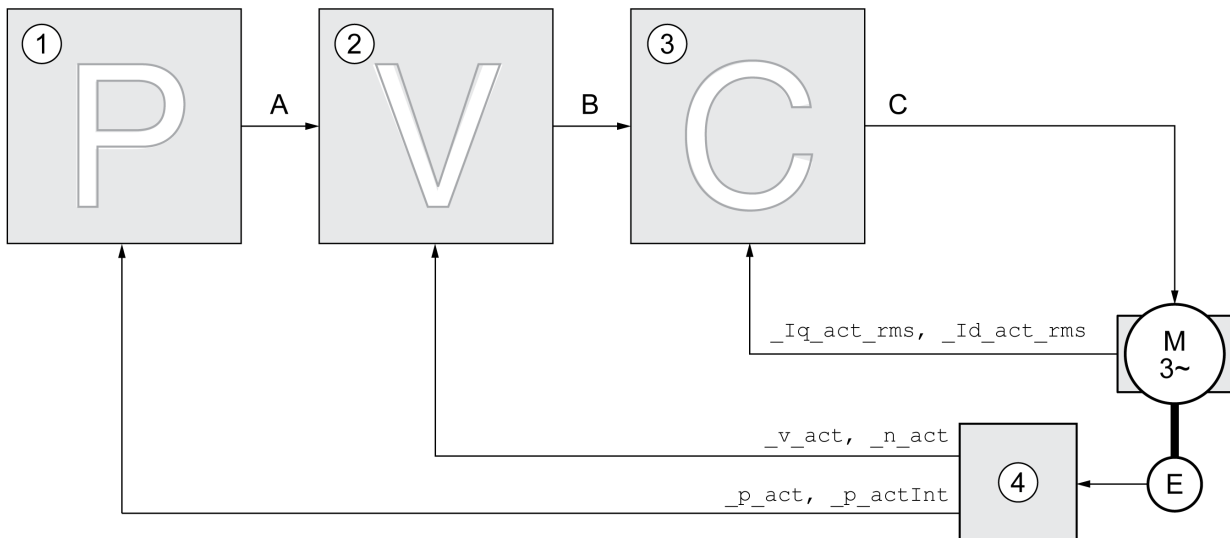 1
2
3
P
V
C
A
B
C
_Iq_act_rms, _Id_act_rms
M
3~
_v_act, _n_act
_p_act, _p_actInt
4
E